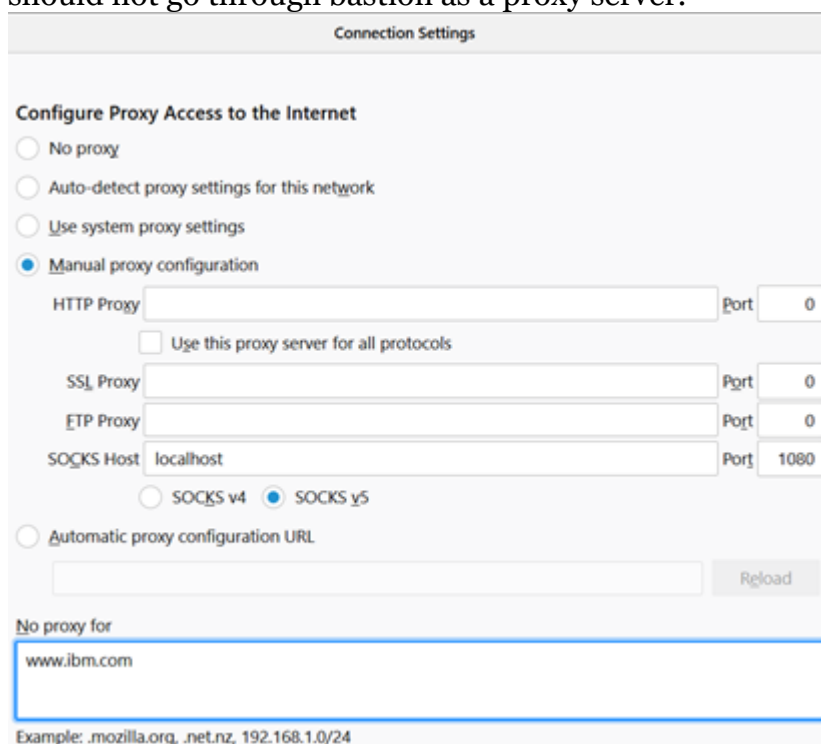 should not go through bastion as a proxy server.
Connection Settings
Configure Proxy Access to the Internet
No proxy
Auto-detect proxy settings for this network
Use system proxy settings
Manual proxy configuration
HTTP Proxy Port 0
Use this proxy server for all protocols
SSL Proxy Port 0
FTP Proxy Port 0
SOCKS Host localhost Port 1080
SOCKS v4 SOCKS v5
Automatic proxy configuration URL
Reload
No proxy for
www.ibm.com
Example: .mozilla.org, .net.nz, 192.168.1.0/24